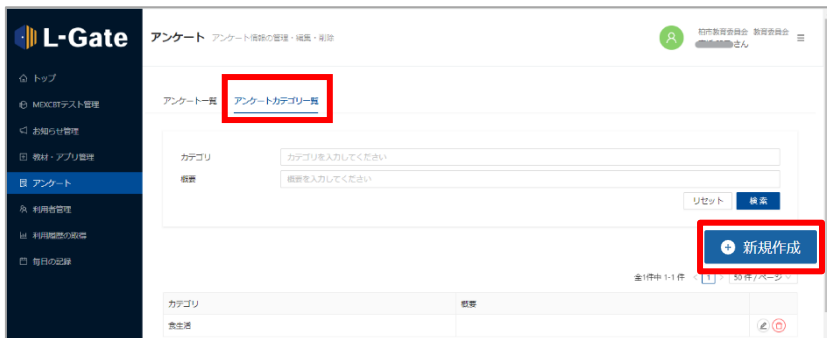 L-Gate
アンケート アンケート情報の管理・編集・削除
柏市教育委員会 教育委員会
さん
トップ
MEXCBTテスト管理
お知らせ管理
教材・アプリ管理
アンケート
利用者管理
利用履歴の取得
毎日の記録
アンケート一覧 アンケートカテゴリ一覧
カテゴリ カテゴリを入力してください
概要 概要を入力してください
リセット 検索
新規作成
全1件中 1-1 件 < 1 > 50 件 / ページ
カテゴリ 概要
食生活